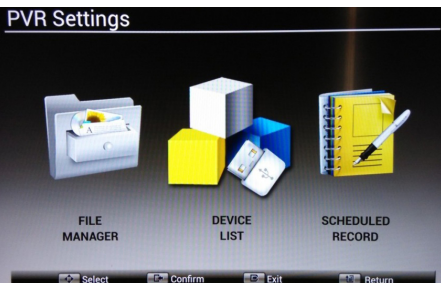 PVR Settings
A
FILE
MANAGER
DEVICE
LIST
SCHEDULED
RECORD
Select Confirm Exit Return